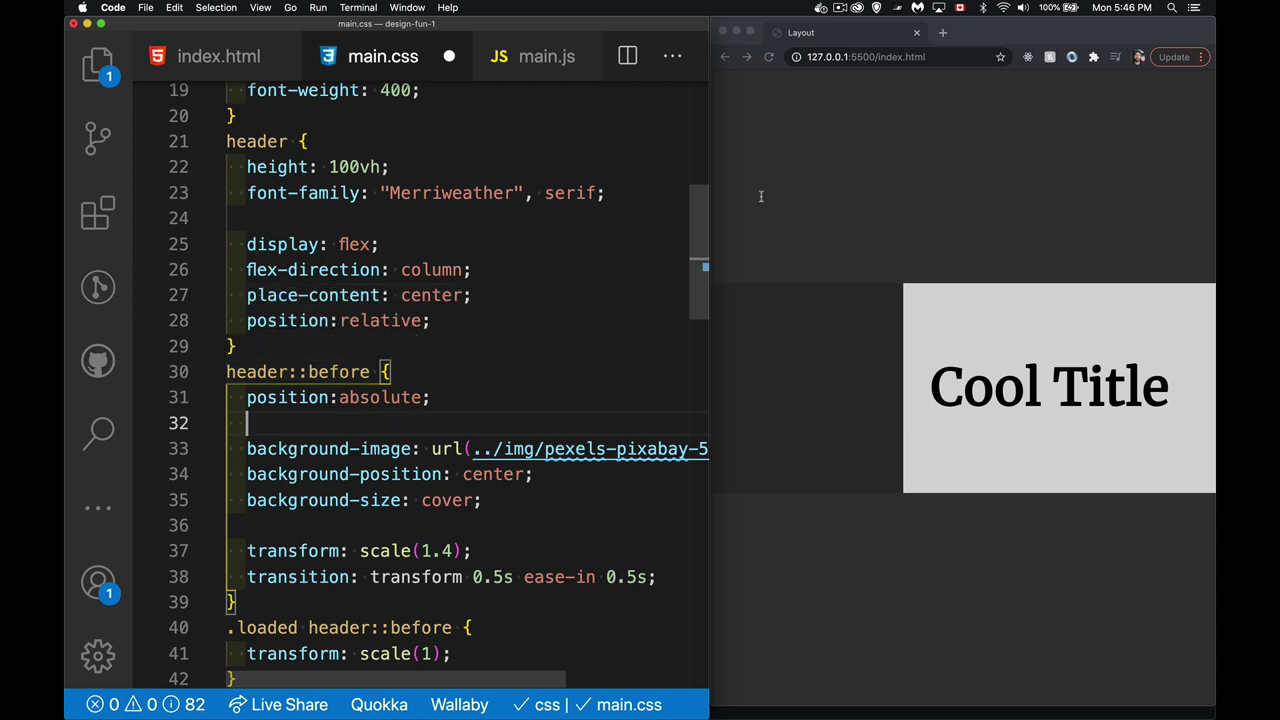 Code File Edit Selection View Go Run Terminal Window Help 100% Mon 5:46 PM
main.css — design-fun-1
Layout
index.html main.css main.js
127.0.0.1:5500/index.html Update
19 font-weight: 400;
20 }
21 header {
22 height: 100vh;
23 font-family: "Merriweather", serif;
24
25 display: flex;
26 flex-direction: column;
27 place-content: center;
28 position:relative;
29 }
30 header::before {
31 position:absolute;
32
33 background-image: url(../img/pexels-pixabay-5
34 background-position: center;
35 background-size: cover;
36
37 transform: scale(1.4);
38 transition: transform 0.5s ease-in 0.5s;
39 }
40 .loaded header::before {
41 transform: scale(1);
42 }
Cool Title
1
1
0 0 82 Live Share Quokka Wallaby css | main.css